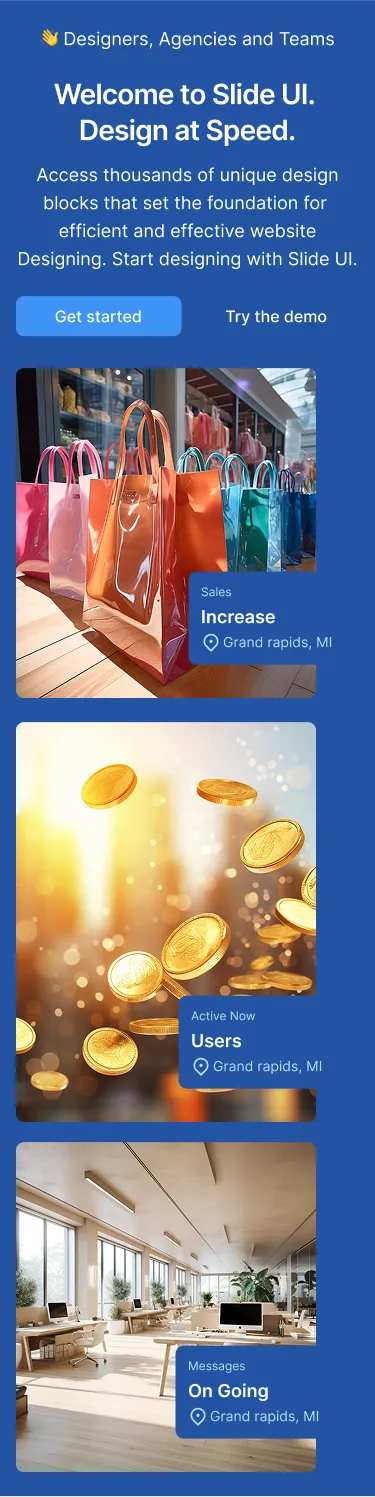 👋 Designers, Agencies and Teams
Welcome to Slide UI.
Design at Speed.
Access thousands of unique design
blocks that set the foundation for
efficient and effective website
Designing. Start designing with Slide UI.
Get started
Try the demo
Sales
Increase
Grand rapids, MI
Active Now
Users
Grand rapids, MI
Messages
On Going
Grand rapids, MI